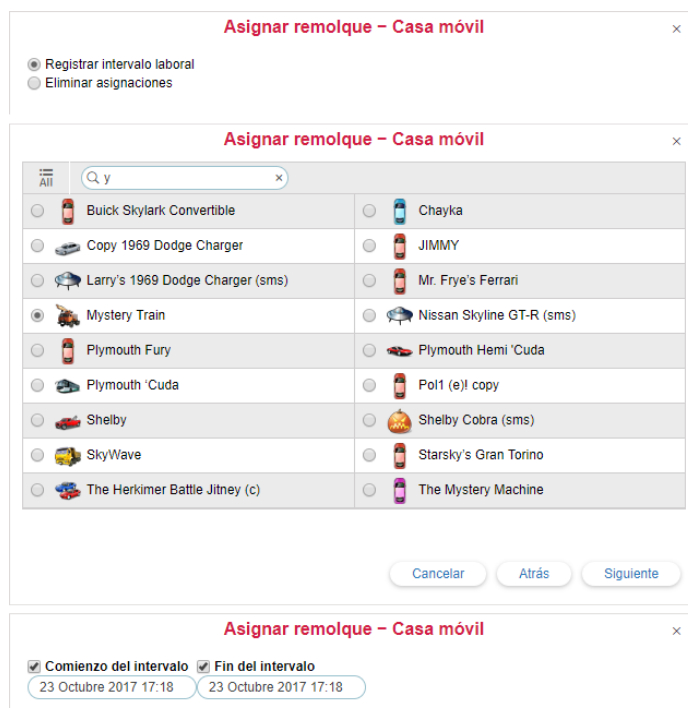 Asignar remolque – Casa móvil ×
Registrar intervalo laboral
Eliminar asignaciones
Asignar remolque – Casa móvil ×
All y ×
Buick Skylark Convertible Chayka
Copy 1969 Dodge Charger JIMMY
Larry's 1969 Dodge Charger (sms) Mr. Frye's Ferrari
Mystery Train Nissan Skyline GT-R (sms)
Plymouth Fury Plymouth Hemi 'Cuda
Plymouth ‘Cuda Pol1 (e)! copy
Shelby Shelby Cobra (sms)
SkyWave Starsky's Gran Torino
The Herkimer Battle Jitney (c) The Mystery Machine
Cancelar Atrás Siguiente
Asignar remolque – Casa móvil ×
Comienzo del intervalo Fin del intervalo
23 Octubre 2017 17:18 23 Octubre 2017 17:18